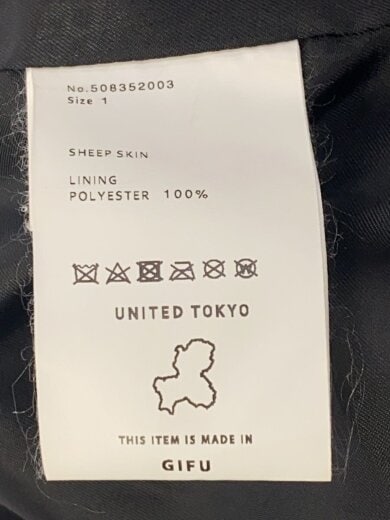 No.508352003
Size 1
SHEEP SKIN
LINING
POLYESTER 100%
UNITED TOKYO
THIS ITEM IS MADE IN
GIFU